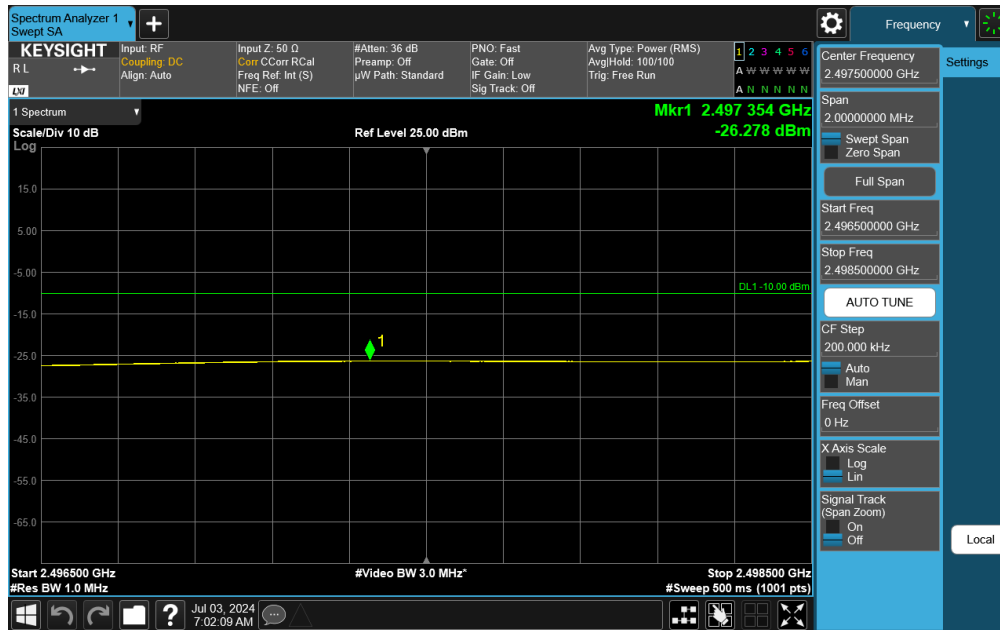 Spectrum Analyzer 1
Swept SA
+
Frequency
KEYSIGHT
R L
LXI
Input: RF
Coupling: DC
Align: Auto
Input Z: 50 Ω
Corr CCorr RCal
Freq Ref: Int (S)
NFE: Off
#Atten: 36 dB
Preamp: Off
µW Path: Standard
PNO: Fast
Gate: Off
IF Gain: Low
Sig Track: Off
Avg Type: Power (RMS)
Avg|Hold: 100/100
Trig: Free Run
1 2 3 4 5 6
A W W W W W
A N N N N N
1 Spectrum
Mkr1 2.497 354 GHz
-26.278 dBm
Scale/Div 10 dB
Ref Level 25.00 dBm
Log
15.0
5.00
-5.00
DL1 -10.00 dBm
-15.0
1
-25.0
-35.0
-45.0
-55.0
-65.0
Start 2.496500 GHz
#Video BW 3.0 MHz*
Stop 2.498500 GHz
#Res BW 1.0 MHz
#Sweep 500 ms (1001 pts)
Center Frequency
2.497500000 GHz
Settings
Span
2.00000000 MHz
Swept Span
Zero Span
Full Span
Start Freq
2.496500000 GHz
Stop Freq
2.498500000 GHz
AUTO TUNE
CF Step
200.000 kHz
Auto
Man
Freq Offset
0 Hz
X Axis Scale
Log
Lin
Signal Track
(Span Zoom)
On
Off
Local
?
Jul 03, 2024
7:02:09 AM